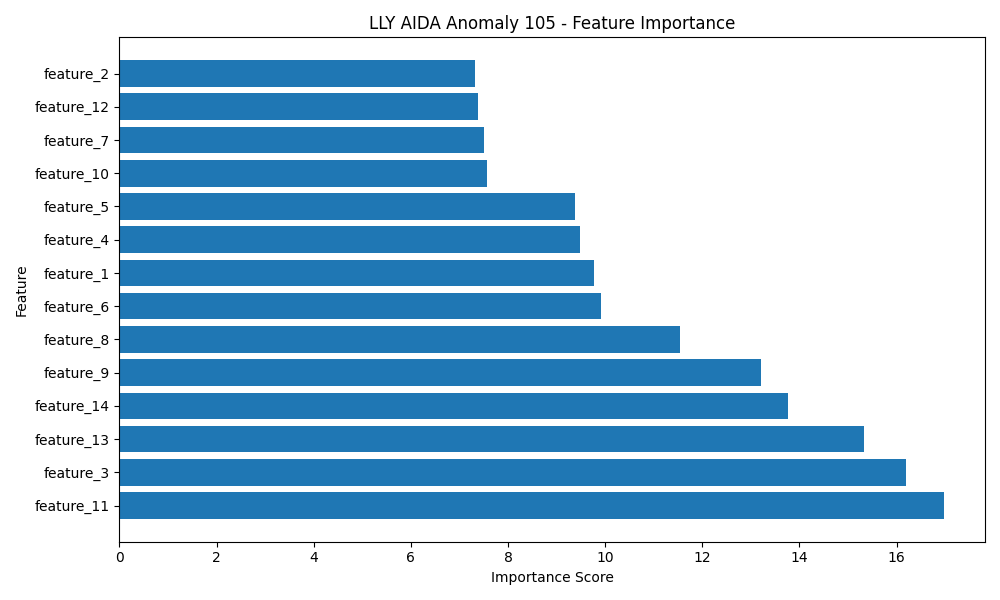 LLY AIDA Anomaly 105 - Feature Importance
Feature
feature_2
feature_12
feature_7
feature_10
feature_5
feature_4
feature_1
feature_6
feature_8
feature_9
feature_14
feature_13
feature_3
feature_11
0 2 4 6 8 10 12 14 16
Importance Score